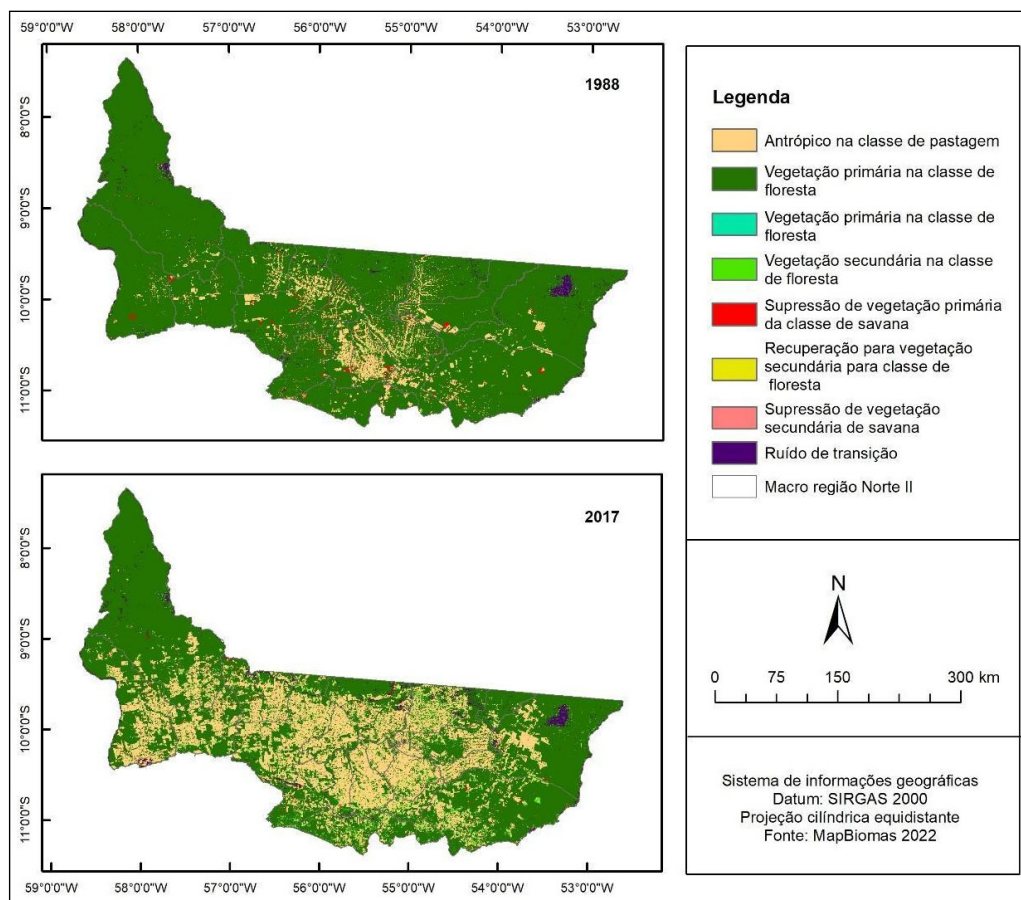 59°0'0"W 58°0'0"W 57°0'0"W 56°0'0"W 55°0'0"W 54°0'0"W 53°0'0"W
1988
8°0'0"S
9°0'0"S
10°0'0"S
11°0'0"S
2017
8°0'0"S
9°0'0"S
10°0'0"S
11°0'0"S
59°0'0"W 58°0'0"W 57°0'0"W 56°0'0"W 55°0'0"W 54°0'0"W 53°0'0"W
Legenda
Antrópico na classe de pastagem
Vegetação primária na classe de
floresta
Vegetação primária na classe de
floresta
Vegetação secundária na classe
de floresta
Supressão de vegetação primária
da classe de savana
Recuperação para vegetação
secundária para classe de
floresta
Supressão de vegetação
secundária de savana
Ruído de transição
Macro região Norte II
N
0 75 150 300 km
Sistema de informações geográficas
Datum: SIRGAS 2000
Projeção cilíndrica equidistante
Fonte: MapBiomas 2022